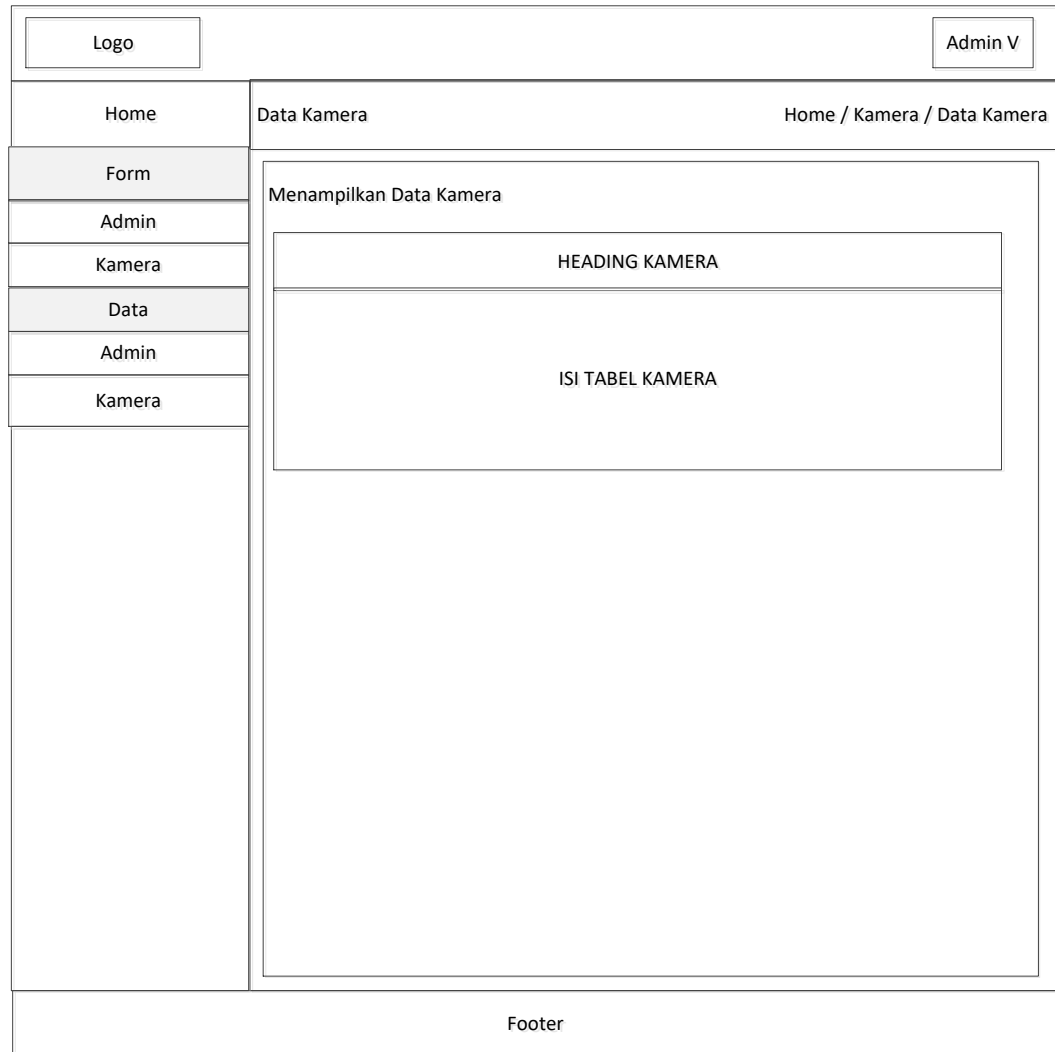 Logo
Admin V
Home
Data Kamera
Home / Kamera / Data Kamera
Form
Admin
Kamera
Data
Admin
Kamera
Menampilkan Data Kamera
HEADING KAMERA
ISI TABEL KAMERA
Footer